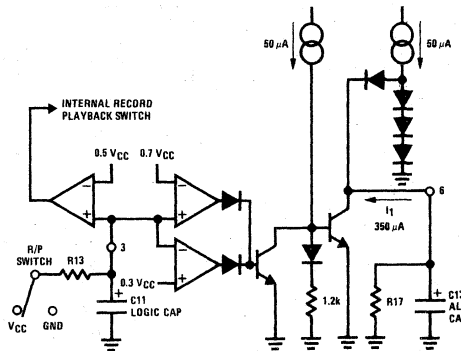 50 μA
50 μA
INTERNAL RECORD
PLAYBACK SWITCH
0.5 VCC
0.7 VCC
−
+
−
+
+
−
6
I1
350 μA
R/P
SWITCH
R13
3
0.3 VCC
+
C11
LOGIC CAP
VCC
GND
1.2k
R17
+
C13
AL
CA